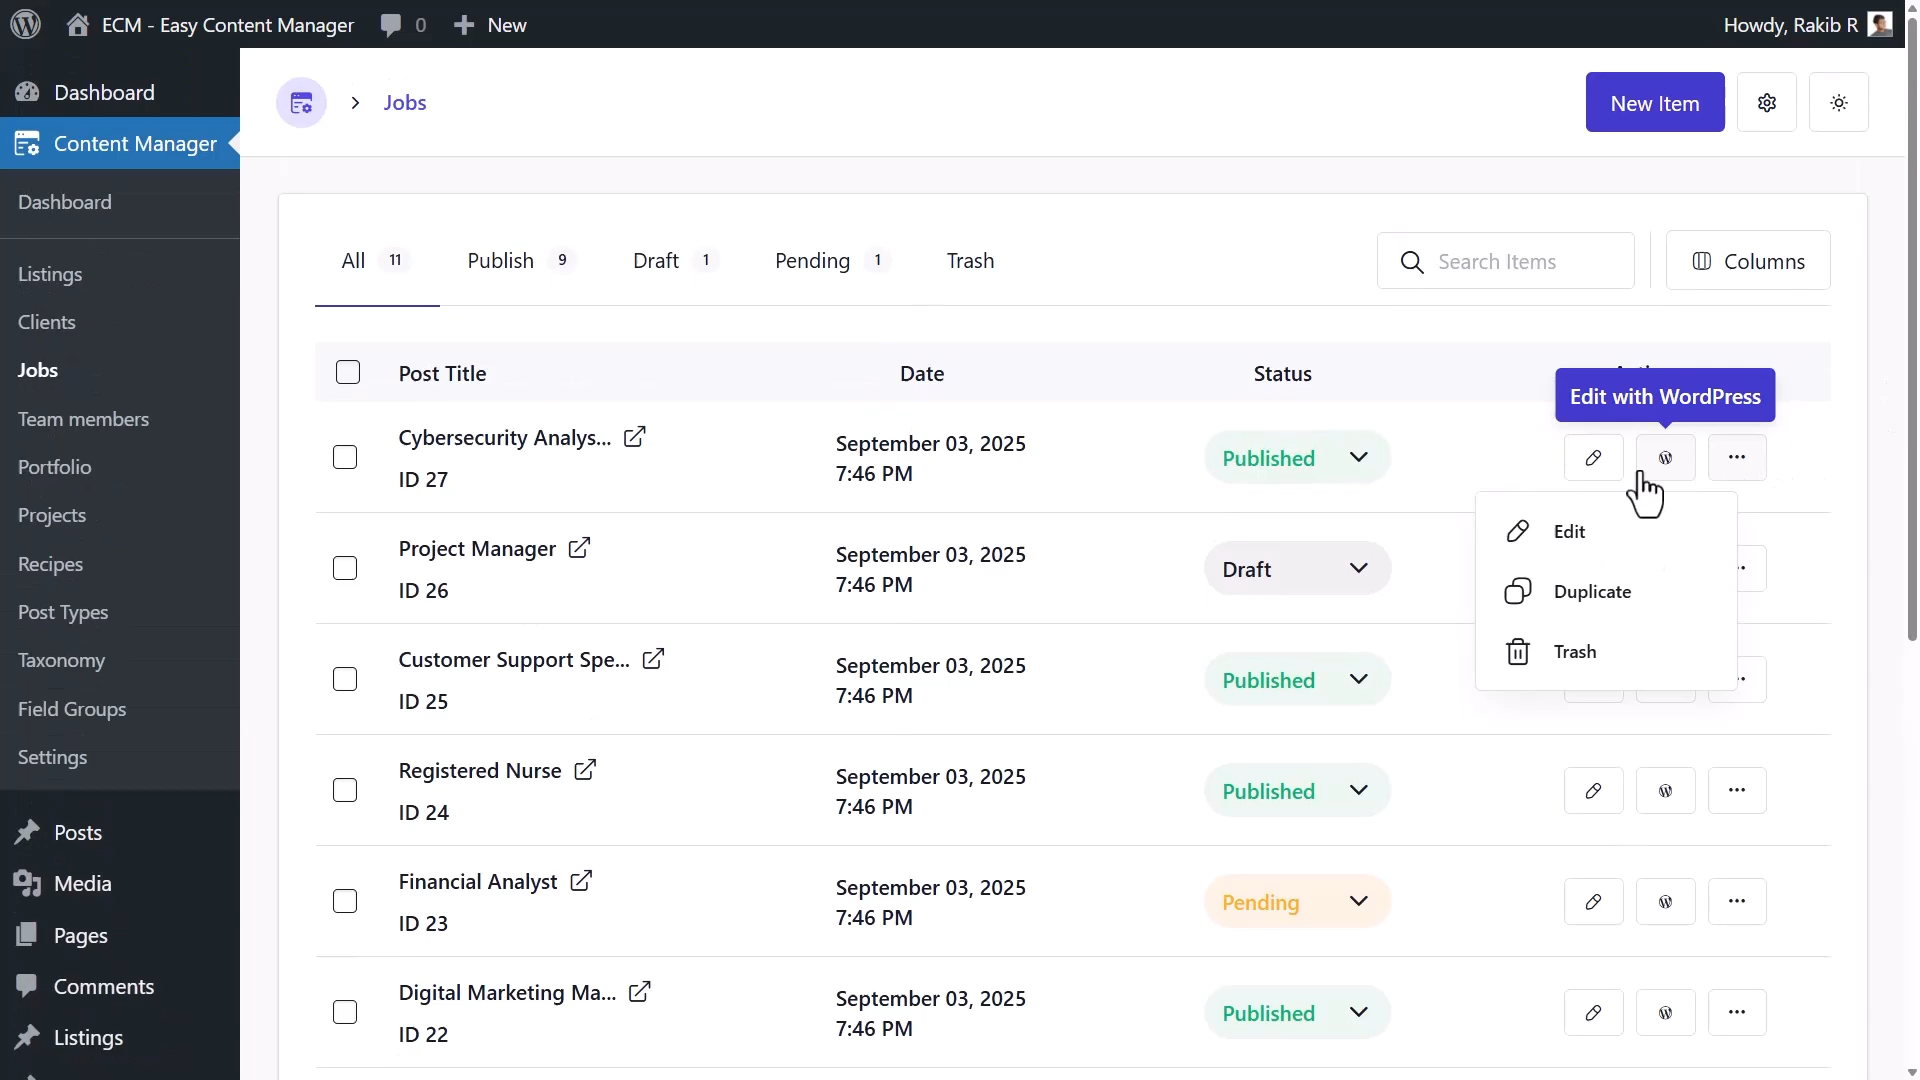 ECM - Easy Content Manager 0 New Howdy, Rakib R
Dashboard
Content Manager
Dashboard
Listings
Clients
Jobs
Team members
Portfolio
Projects
Recipes
Post Types
Taxonomy
Field Groups
Settings
Posts
Media
Pages
Comments
Listings
Jobs
New Item
All 11 Publish 9 Draft 1 Pending 1 Trash
Search Items
Columns
Post Title Date Status
Edit with WordPress
Cybersecurity Analys...
ID 27
September 03, 2025
7:46 PM
Published
Edit
Duplicate
Trash
Project Manager
ID 26
September 03, 2025
7:46 PM
Draft
Customer Support Spe...
ID 25
September 03, 2025
7:46 PM
Published
Registered Nurse
ID 24
September 03, 2025
7:46 PM
Published
Financial Analyst
ID 23
September 03, 2025
7:46 PM
Pending
Digital Marketing Ma...
ID 22
September 03, 2025
7:46 PM
Published